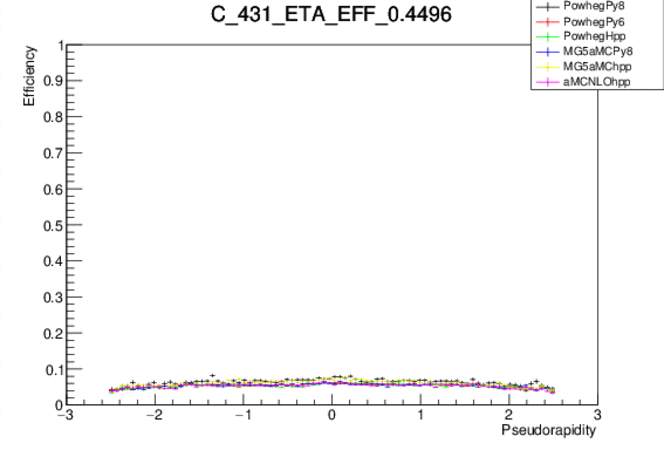 C_431_ETA_EFF_0.4496
PowhegPy8
PowhegPy6
PowhegHpp
MG5aMCPy8
MG5aMChpp
aMCNLOhpp
Efficiency
1
0.9
0.8
0.7
0.6
0.5
0.4
0.3
0.2
0.1
0
−3 −2 −1 0 1 2 3
Pseudorapidity